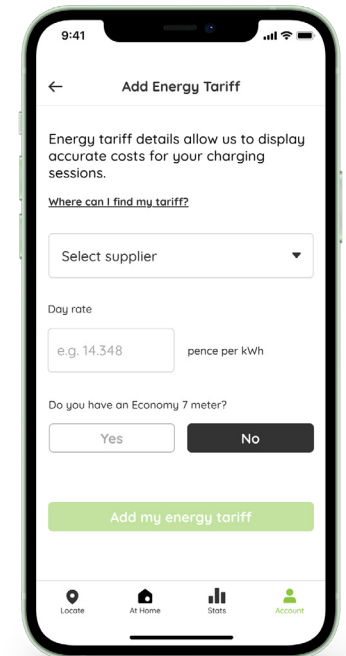 9:41
Add Energy Tariff
Energy tariff details allow us to display
accurate costs for your charging
sessions.
Where can I find my tariff?
Select supplier
Day rate
e.g. 14.348 pence per kWh
Do you have an Economy 7 meter?
Yes No
Add my energy tariff
Locate At Home Stats Account